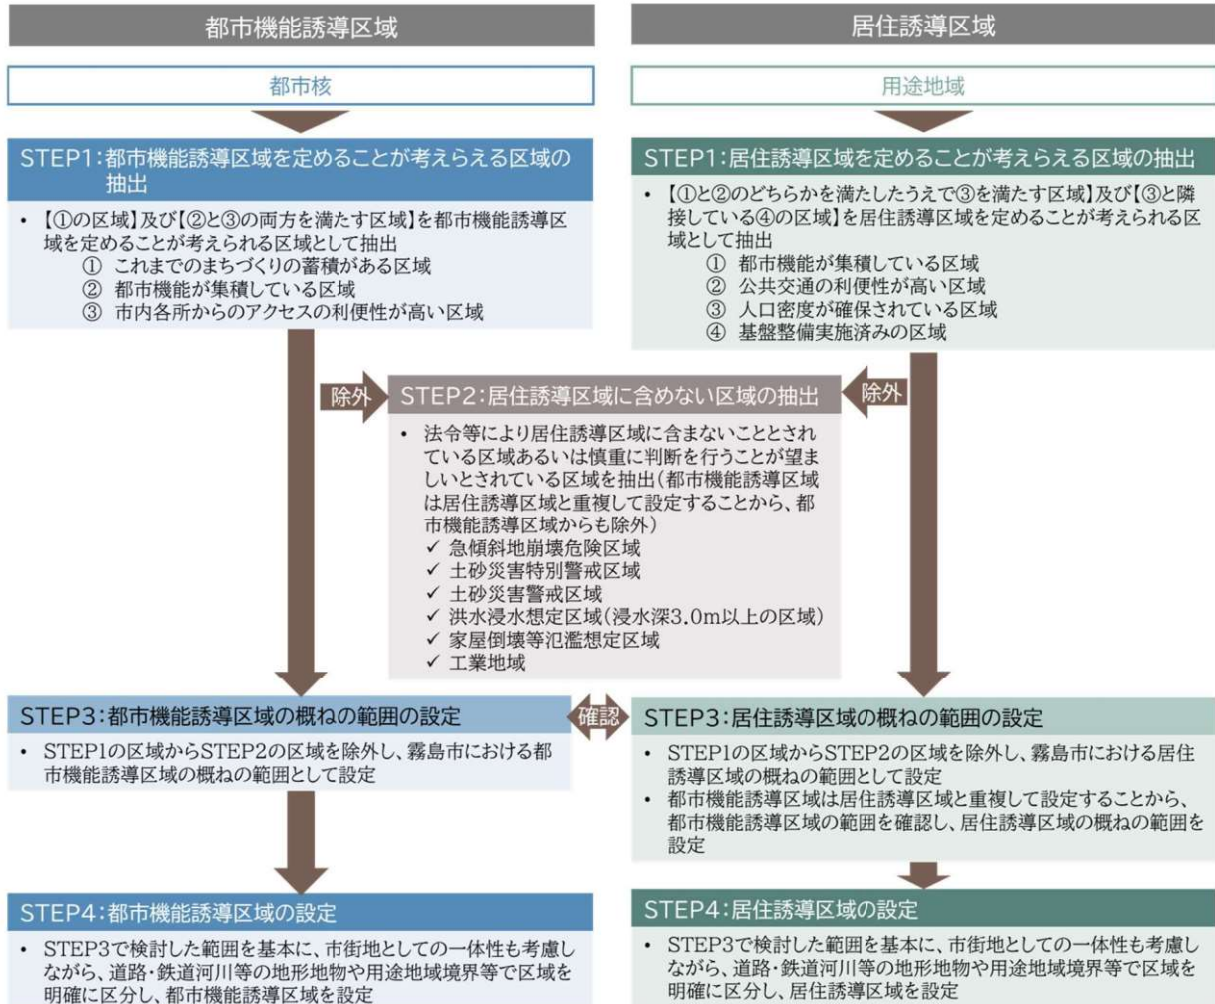 都市機能誘導区域
都市核
STEP1:都市機能誘導区域を定めることが考えらえる区域の
抽出
• 【①の区域】及び【②と③の両方を満たす区域】を都市機能誘導区
域を定めることが考えられる区域として抽出
① これまでのまちづくりの蓄積がある区域
② 都市機能が集積している区域
③ 市内各所からのアクセスの利便性が高い区域
居住誘導区域
用途地域
STEP1:居住誘導区域を定めることが考えらえる区域の抽出
• 【①と②のどちらかを満たしたうえで③を満たす区域】及び【③と隣
接している④の区域】を居住誘導区域を定めることが考えられる区
域として抽出
① 都市機能が集積している区域
② 公共交通の利便性が高い区域
③ 人口密度が確保されている区域
④ 基盤整備実施済みの区域
除外
STEP2:居住誘導区域に含めない区域の抽出
除外
• 法令等により居住誘導区域に含まないこととされ
ている区域あるいは慎重に判断を行うことが望ま
しいとされている区域を抽出(都市機能誘導区域
は居住誘導区域と重複して設定することから、都
市機能誘導区域からも除外)
✓ 急傾斜地崩壊危険区域
✓ 土砂災害特別警戒区域
✓ 土砂災害警戒区域
✓ 洪水浸水想定区域(浸水深3.0m以上の区域)
✓ 家屋倒壊等氾濫想定区域
✓ 工業地域
STEP3:都市機能誘導区域の概ねの範囲の設定
• STEP1の区域からSTEP2の区域を除外し、霧島市における都
市機能誘導区域の概ねの範囲として設定
確認
STEP3:居住誘導区域の概ねの範囲の設定
• STEP1の区域からSTEP2の区域を除外し、霧島市における居住
誘導区域の概ねの範囲として設定
• 都市機能誘導区域は居住誘導区域と重複して設定することから、
都市機能誘導区域の範囲を確認し、居住誘導区域の概ねの範囲を
設定
STEP4:都市機能誘導区域の設定
• STEP3で検討した範囲を基本に、市街地としての一体性も考慮し
ながら、道路・鉄道河川等の地形地物や用途地域境界等で区域を
明確に区分し、都市機能誘導区域を設定
STEP4:居住誘導区域の設定
• STEP3で検討した範囲を基本に、市街地としての一体性も考慮し
ながら、道路・鉄道河川等の地形地物や用途地域境界等で区域を
明確に区分し、居住誘導区域を設定